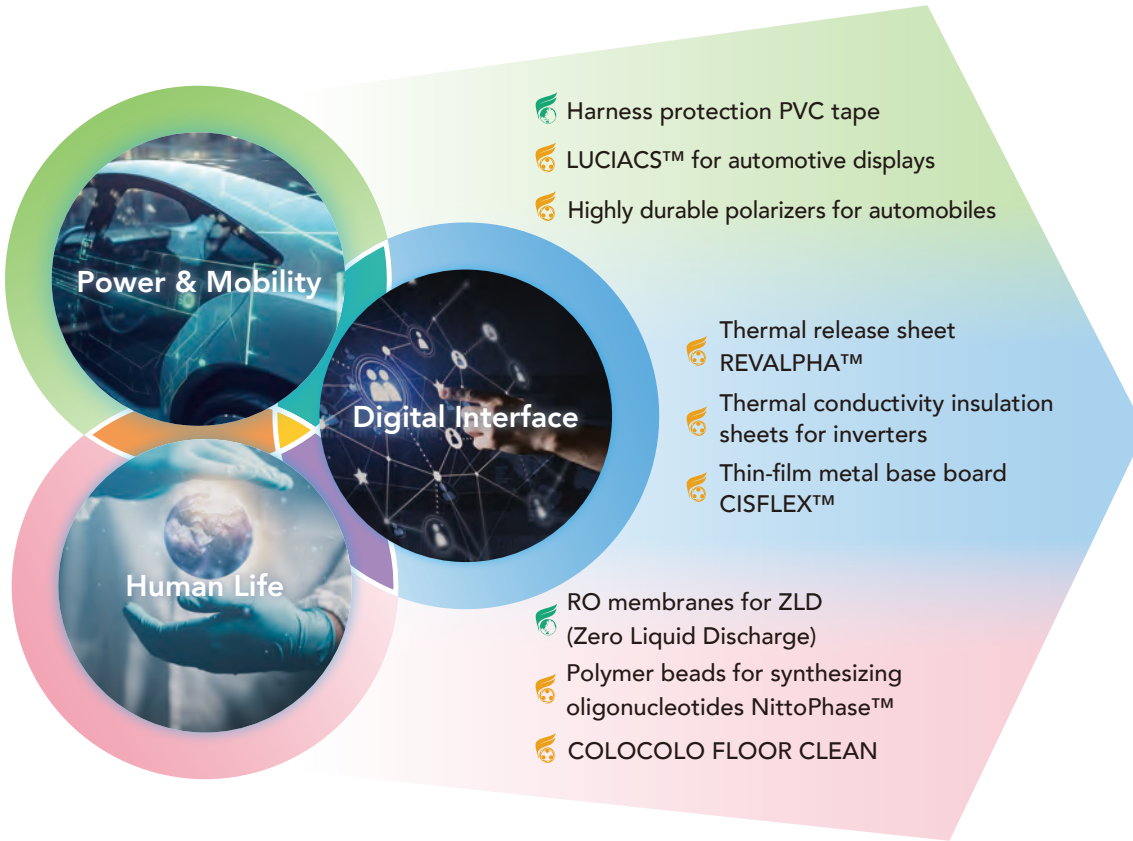 Harness protection PVC tape
LUCIACS™ for automotive displays
Highly durable polarizers for automobiles
Power & Mobility
Thermal release sheet
REVALPHA™
Thermal conductivity insulation
sheets for inverters
Thin-film metal base board
CISFLEX™
Digital Interface
Human Life
RO membranes for ZLD
(Zero Liquid Discharge)
Polymer beads for synthesizing
oligonucleotides NittoPhase™
COLOCOLO FLOOR CLEAN